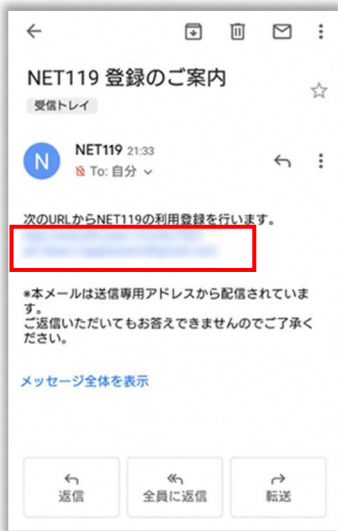 NET119 登録のご案内
受信トレイ
N
NET119 21:33
To: 自分
次のURLからNET119の利用登録を行います。
*本メールは送信専用アドレスから配信されていま
す。
ご返信いただいてもお答えできませんのでご了承く
ださい。
メッセージ全体を表示
返信
全員に返信
転送